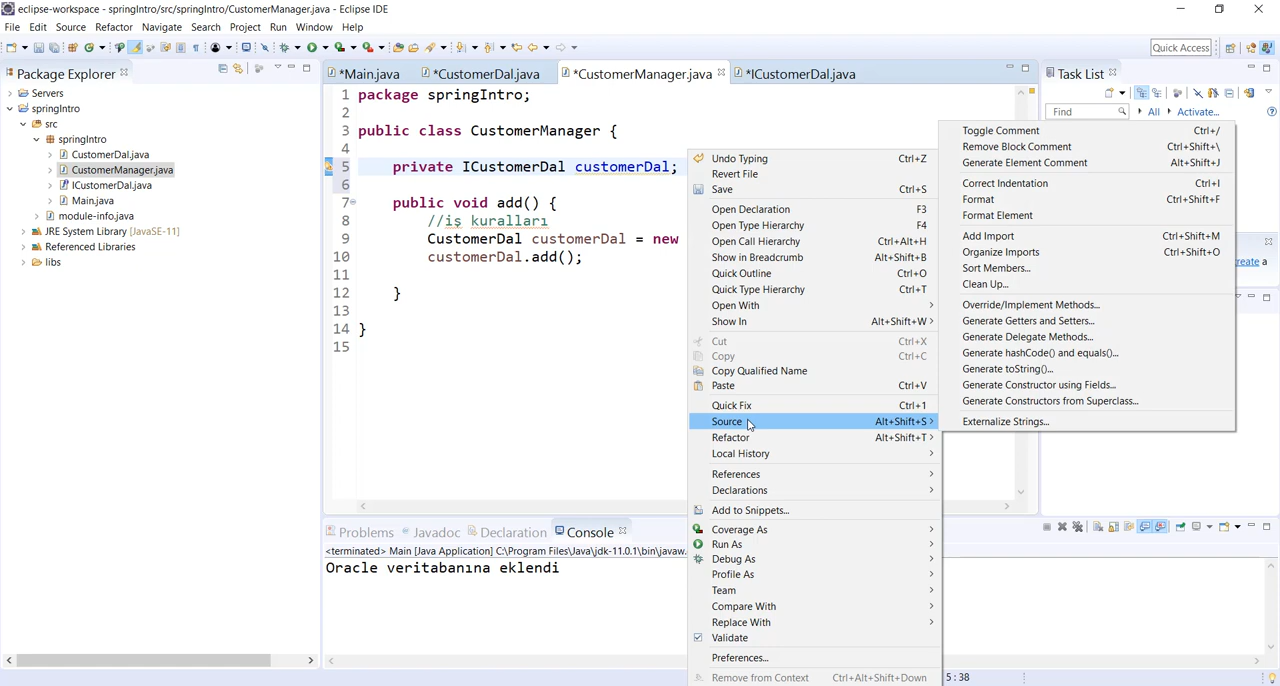 eclipse-workspace - springIntro/src/springIntro/CustomerManager.java - Eclipse IDE
File Edit Source Refactor Navigate Search Project Run Window Help
Quick Access
Package Explorer
Servers
springIntro
src
springIntro
CustomerDal.java
CustomerManager.java
ICustomerDal.java
Main.java
module-info.java
JRE System Library [JavaSE-11]
Referenced Libraries
libs
*Main.java *CustomerDal.java *CustomerManager.java *ICustomerDal.java
1 package springIntro;
2
3 public class CustomerManager {
4
5 private ICustomerDal customerDal;
6
7 public void add() {
8 //iş kuralları
9 CustomerDal customerDal = new
10 customerDal.add();
11
12 }
13
14 }
15
Undo Typing Ctrl+Z
Revert File
Save Ctrl+S
Open Declaration F3
Open Type Hierarchy F4
Open Call Hierarchy Ctrl+Alt+H
Show in Breadcrumb Alt+Shift+B
Quick Outline Ctrl+O
Quick Type Hierarchy Ctrl+T
Open With
Show In Alt+Shift+W
Cut Ctrl+X
Copy Ctrl+C
Copy Qualified Name
Paste Ctrl+V
Quick Fix Ctrl+1
Source Alt+Shift+S
Refactor Alt+Shift+T
Local History
References
Declarations
Add to Snippets...
Coverage As
Run As
Debug As
Profile As
Team
Compare With
Replace With
Validate
Preferences...
Remove from Context Ctrl+Alt+Shift+Down
Toggle Comment Ctrl+/
Remove Block Comment Ctrl+Shift+\
Generate Element Comment Alt+Shift+J
Correct Indentation Ctrl+I
Format Ctrl+Shift+F
Format Element
Add Import Ctrl+Shift+M
Organize Imports Ctrl+Shift+O
Sort Members...
Clean Up...
Override/Implement Methods...
Generate Getters and Setters...
Generate Delegate Methods...
Generate hashCode() and equals()...
Generate toString()...
Generate Constructor using Fields...
Generate Constructors from Superclass...
Externalize Strings...
Task List
Find All Activate...
create a
Problems Javadoc Declaration Console
<terminated> Main [Java Application] C:\Program Files\Java\jdk-11.0.1\bin\javaw.
Oracle veritabanına eklendi
5 : 38